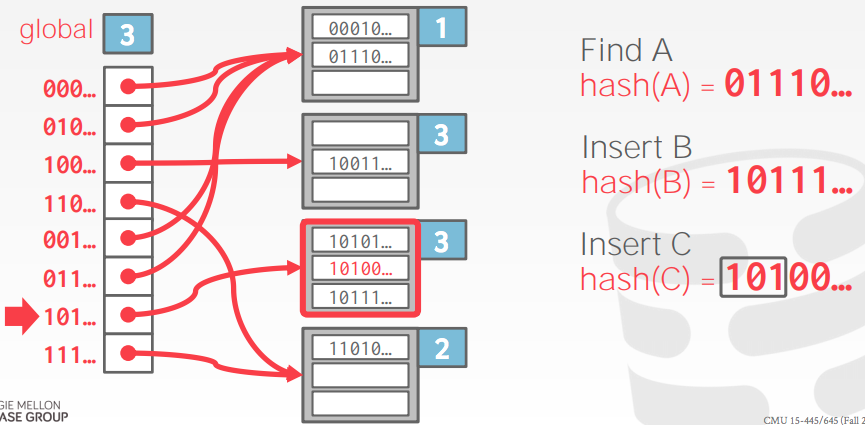 global 3
000…
010…
100…
110…
001…
011…
101…
111…
1
00010…
01110…
3
10011…
3
10101…
10100…
10111…
2
11010…
Find A
hash(A) = 01110…
Insert B
hash(B) = 10111…
Insert C
hash(C) = 10100…
GIE MELLON
ASE GROUP
CMU 15-445/645 (Fall 2